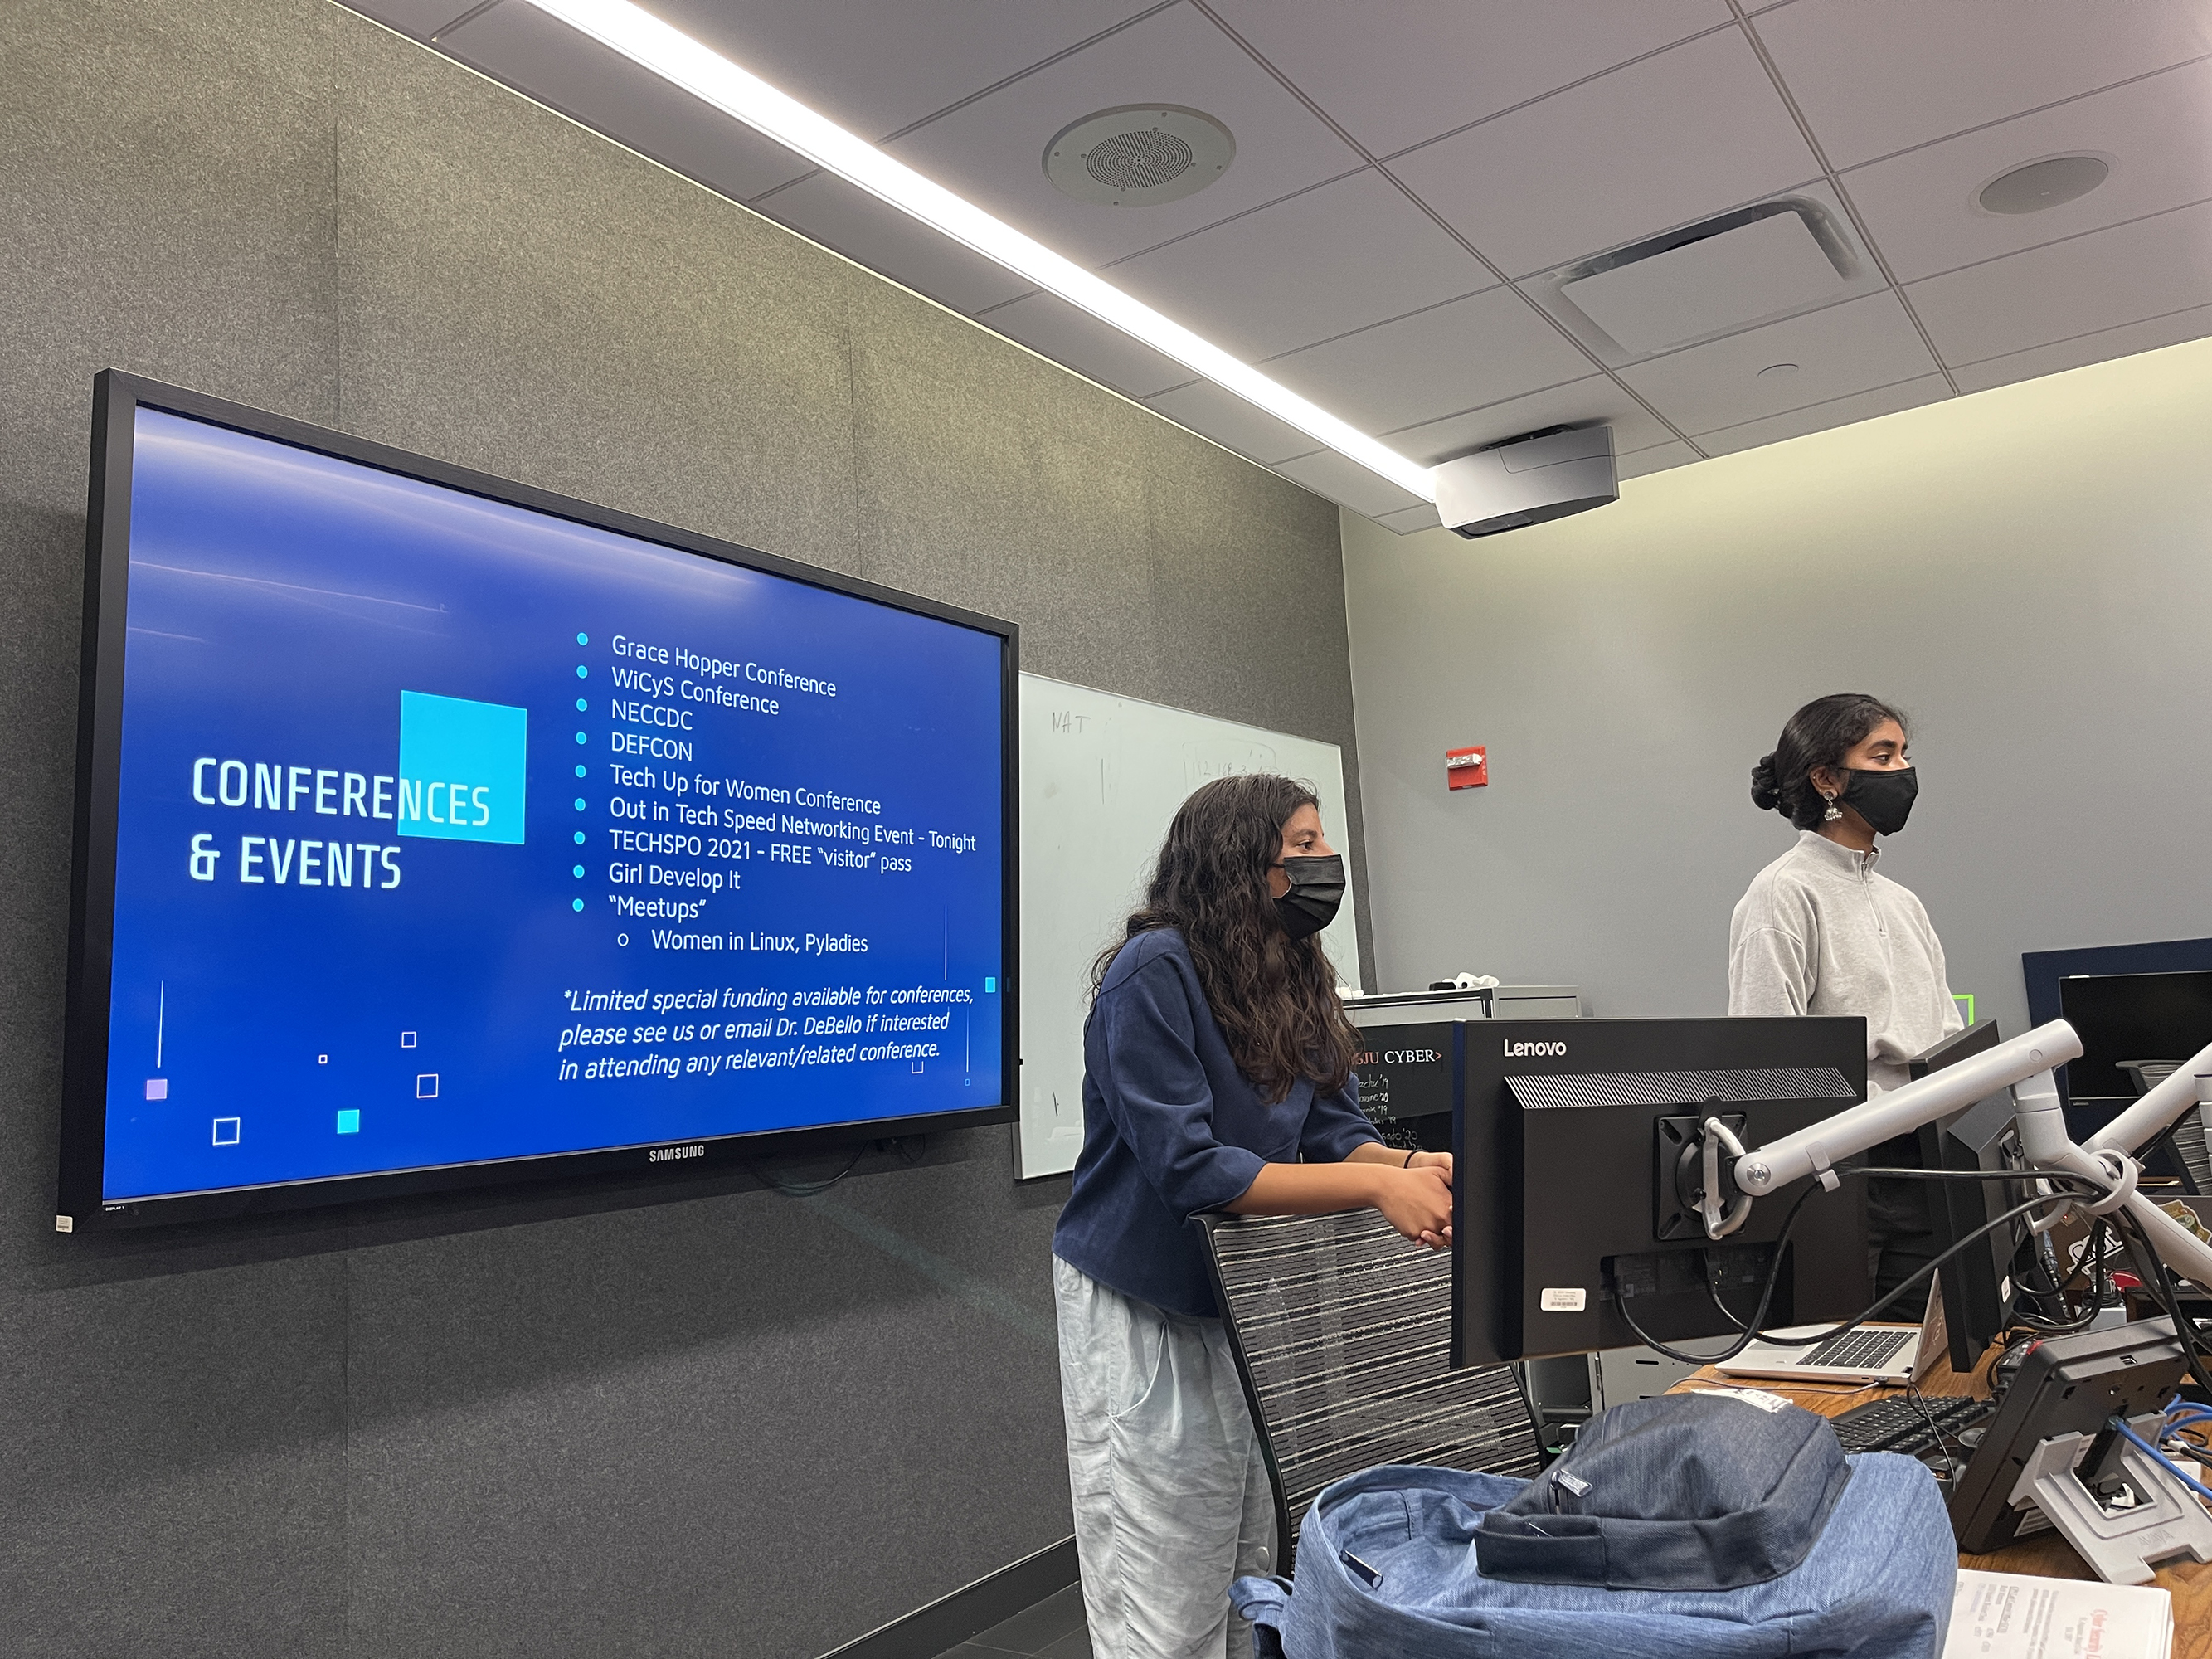 CONFERENCES
& EVENTS
Grace Hopper Conference
WiCyS Conference
NECCDC
DEFCON
Tech Up for Women Conference
Out in Tech Speed Networking Event - Tonight
TECHSPO 2021 - FREE "visitor" pass
Girl Develop It
"Meetups"
Women in Linux, Pyladies
*Limited special funding available for conferences,
please see us or email Dr. DeBello if interested
in attending any relevant/related conference.
SAMSUNG
NAT
SJU CYBER>
Lenovo